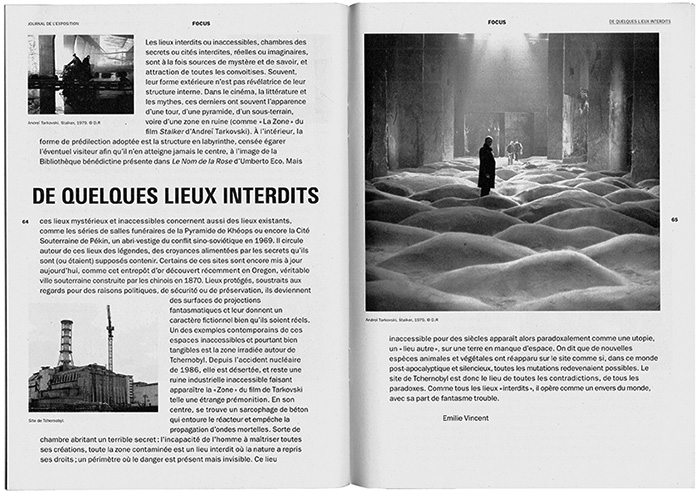 JOURNAL DE L'EXPOSITION
FOCUS
Andreï Tarkovski, Stalker, 1979. © D.R
Les lieux interdits ou inaccessibles, chambres des
secrets ou cités interdites, réelles ou imaginaires,
sont à la fois sources de mystère et de savoir, et
attraction de toutes les convoitises. Souvent,
leur forme extérieure n'est pas révélatrice de leur
structure interne. Dans le cinéma, la littérature et
les mythes, ces derniers ont souvent l'apparence
d'une tour, d'une pyramide, d'un sous-terrain,
voire d'une zone en ruine (comme « La Zone » du
film Stalker d'Andreï Tarkovski). À l'intérieur, la
forme de prédilection adoptée est la structure en labyrinthe, censée égarer
l'éventuel visiteur afin qu'il n'en atteigne jamais le centre, à l'image de la
Bibliothèque bénédictine présente dans Le Nom de la Rose d'Umberto Eco. Mais
DE QUELQUES LIEUX INTERDITS
64
ces lieux mystérieux et inaccessibles concernent aussi des lieux existants,
comme les séries de salles funéraires de la Pyramide de Khéops ou encore la Cité
Souterraine de Pékin, un abri-vestige du conflit sino-soviétique en 1969. Il circule
autour de ces lieux des légendes, des croyances alimentées par les secrets qu'ils
sont (ou étaient) supposés contenir. Certains de ces sites sont encore mis à jour
aujourd'hui, comme cet entrepôt d'or découvert récemment en Oregon, véritable
ville souterraine construite par les chinois en 1870. Lieux protégés, soustraits aux
regards pour des raisons politiques, de sécurité ou de préservation, ils deviennent
des surfaces de projections
fantasmatiques et leur donnent un
caractère fictionnel bien qu'ils soient réels.
Un des exemples contemporains de ces
espaces inaccessibles et pourtant bien
tangibles est la zone irradiée autour de
Tchernobyl. Depuis l'accident nucléaire
de 1986, elle est désertée, et reste une
ruine industrielle inaccessible faisant
apparaître la « Zone » du film de Tarkovski
telle une étrange prémonition. En son
centre, se trouve un sarcophage de béton
qui entoure le réacteur et empêche la
propagation d'ondes mortelles. Sorte de
chambre abritant un terrible secret : l'incapacité de l'homme à maîtriser toutes
ses créations, toute la zone contaminée est un lieu interdit où la nature a repris
ses droits ; un périmètre où le danger est présent mais invisible. Ce lieu
Site de Tchernobyl.
FOCUS
DE QUELQUES LIEUX INTERDITS
65
Andreï Tarkovski, Stalker, 1979. © D.R
inaccessible pour des siècles apparaît alors paradoxalement comme une utopie,
un « lieu autre », sur une terre en manque d'espace. On dit que de nouvelles
espèces animales et végétales ont réapparu sur le site comme si, dans ce monde
post-apocalyptique et silencieux, toutes les mutations redevenaient possibles. Le
site de Tchernobyl est donc le lieu de toutes les contradictions, de tous les
paradoxes. Comme tous les lieux « interdits », il opère comme un envers du monde,
avec sa part de fantasme trouble.
Emilie Vincent